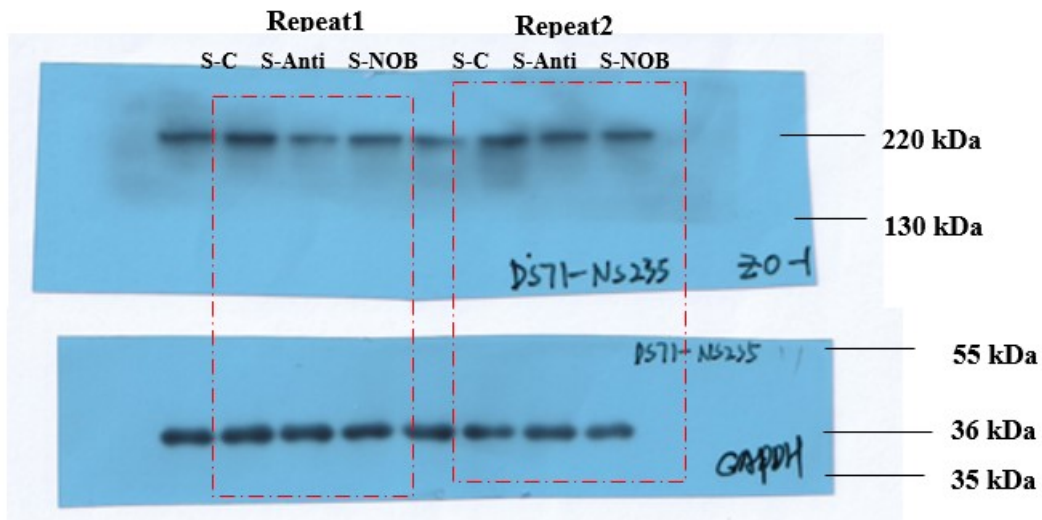 Repeat1 Repeat2
S-C S-Anti S-NOB S-C S-Anti S-NOB
220 kDa
130 kDa
DS71-NS235 ZO-1
DS71-NS235
55 kDa
36 kDa
GAPDH
35 kDa